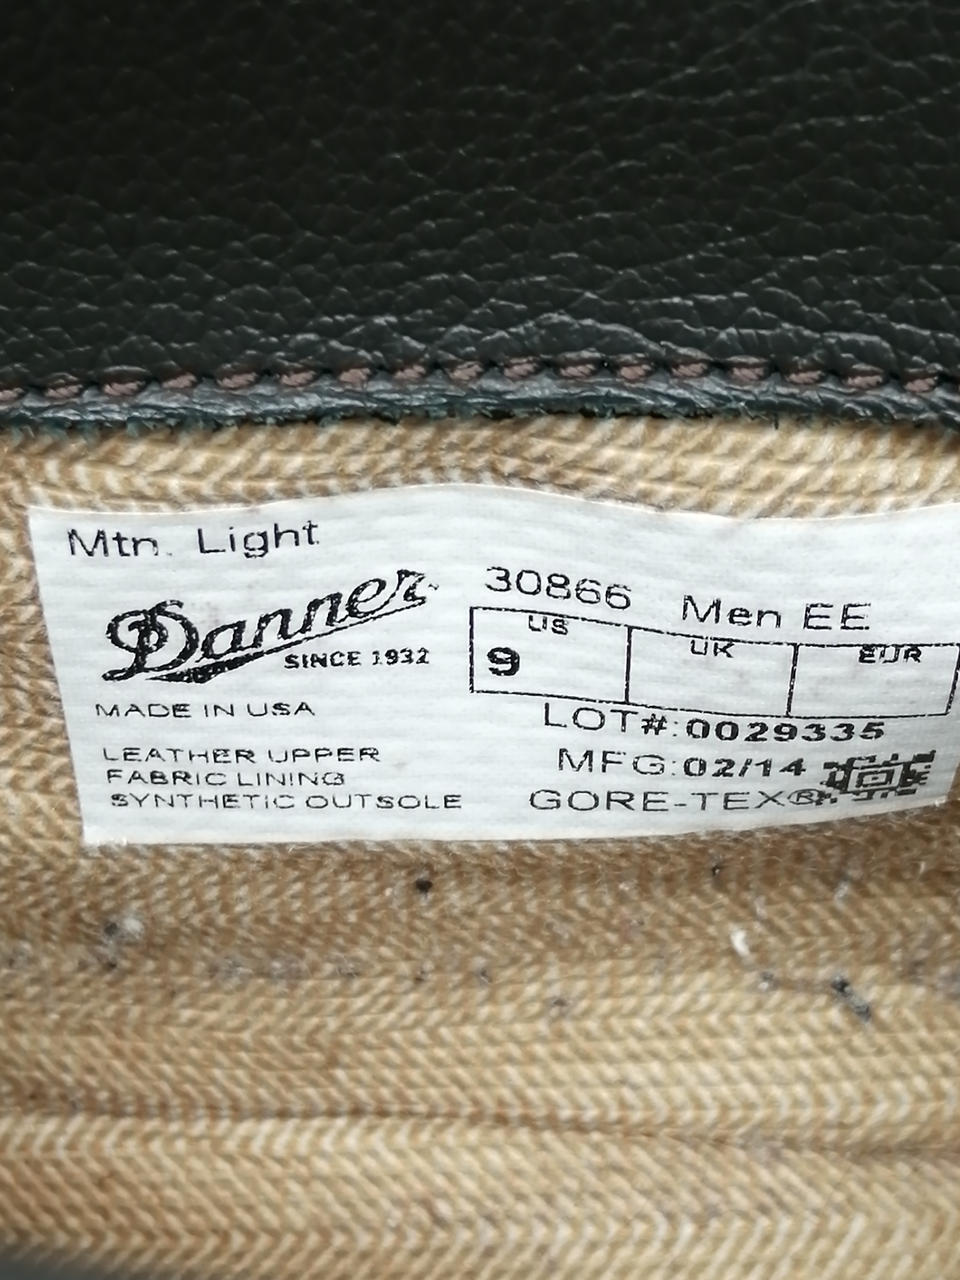 Mtn. Light
Danner
SINCE 1932
MADE IN USA
LEATHER UPPER
FABRIC LINING
SYNTHETIC OUTSOLE
30866 Men EE
US UK EUR
9
LOT#:0029335
MFG:02/14
GORE-TEX®